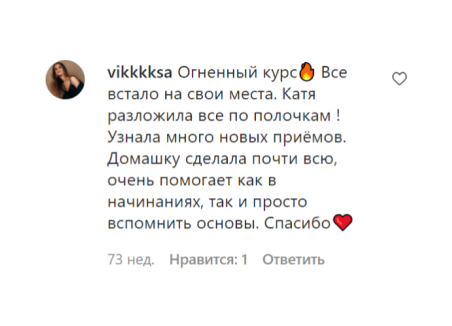 vikkkksa Огненный курс🔥 Все
встало на свои места. Катя
разложила все по полочкам !
Узнала много новых приёмов.
Домашку сделала почти всю,
очень помогает как в
начинаниях, так и просто
вспомнить основы. Спасибо❤️
73 нед. Нравится: 1 Ответить